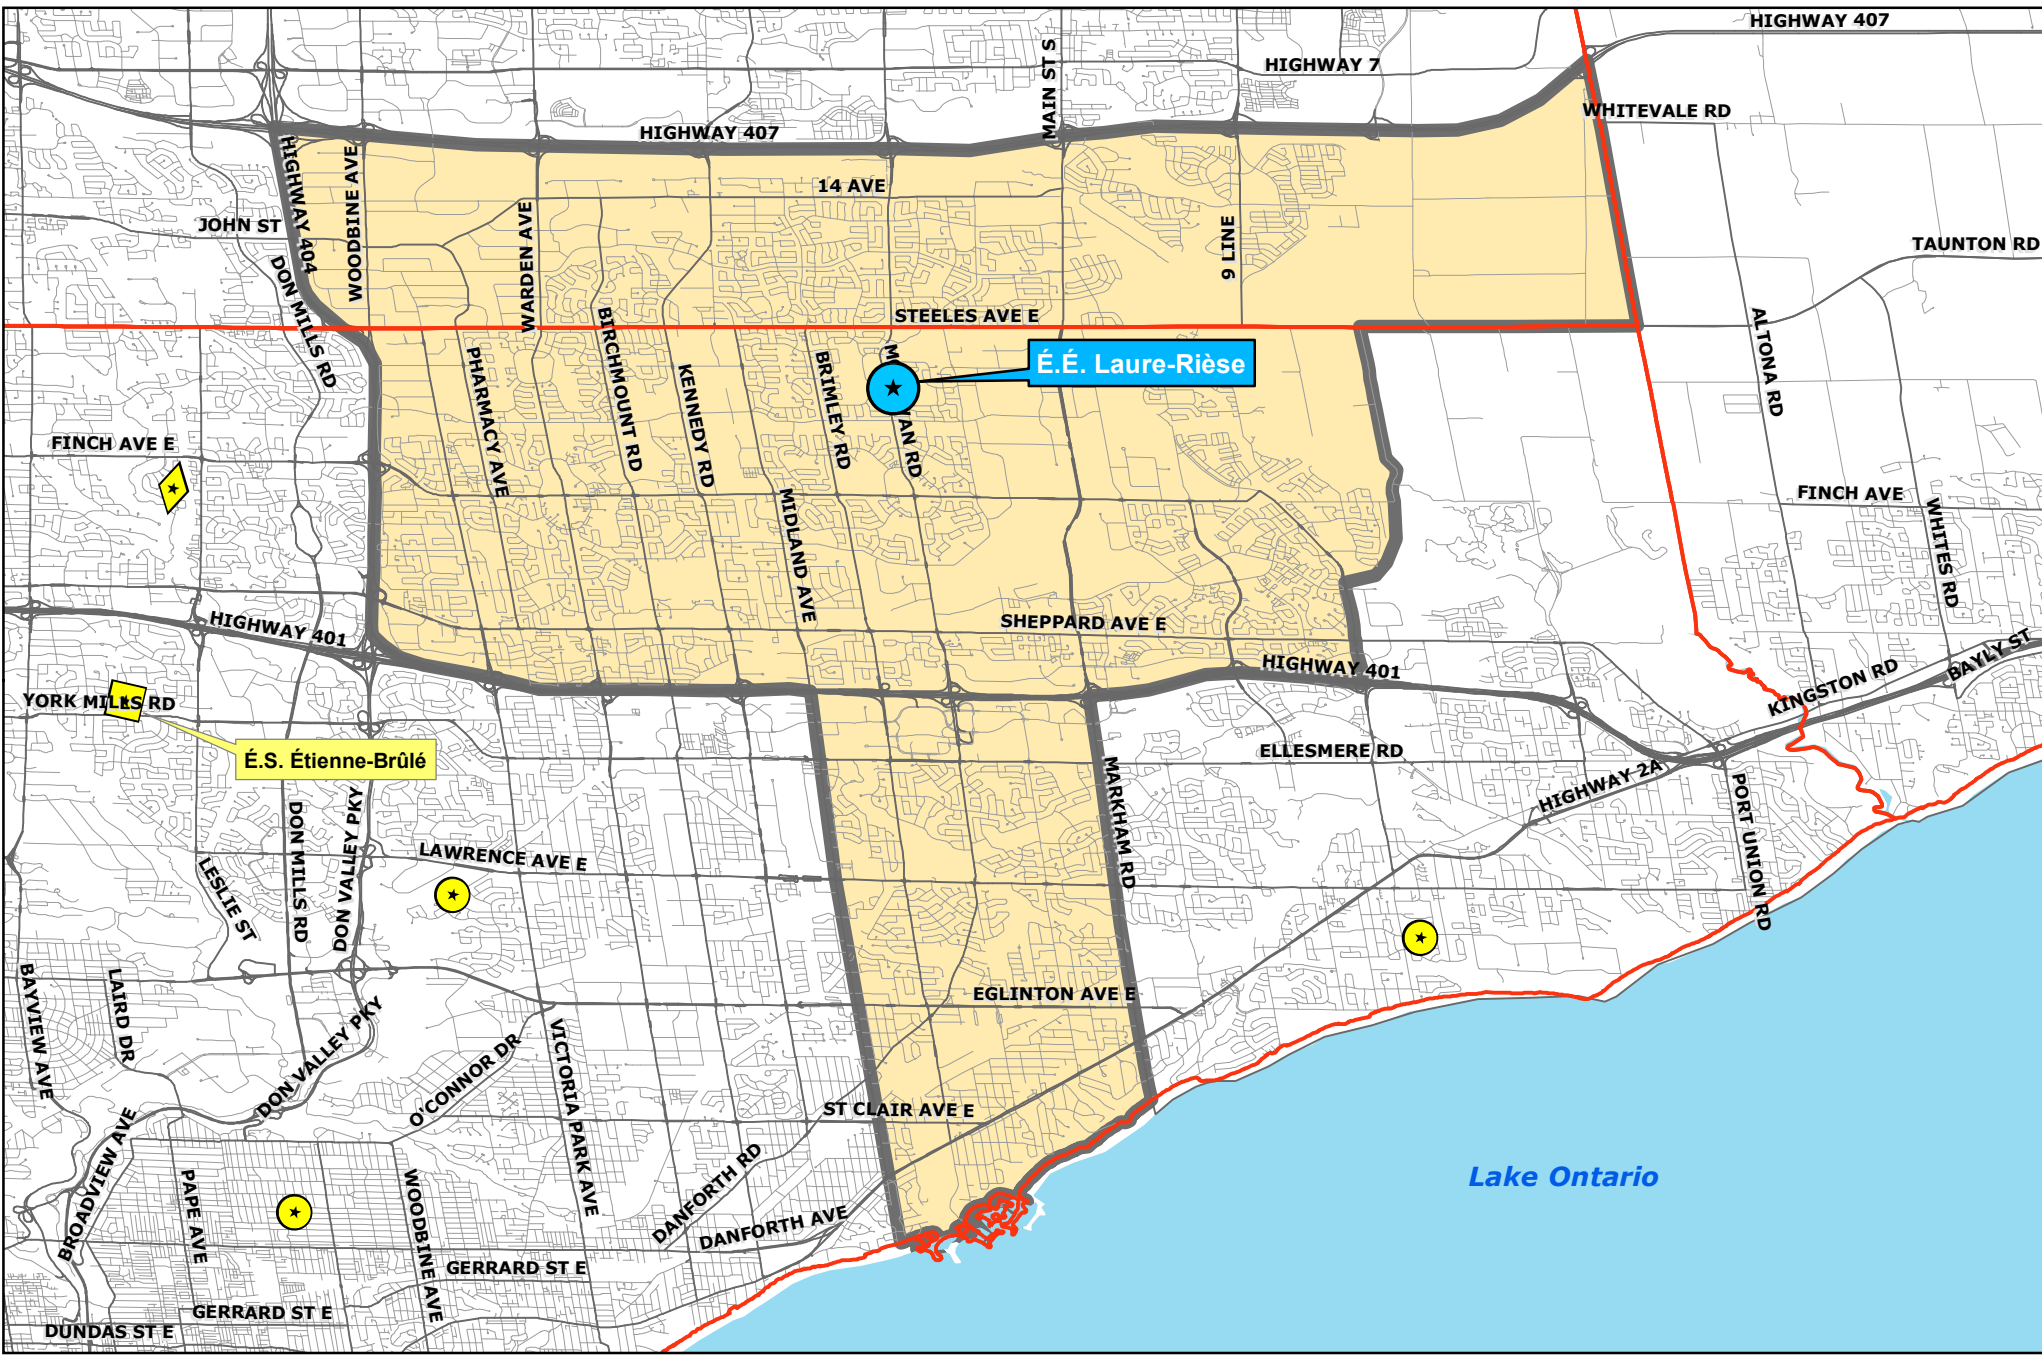 HIGHWAY 407
HIGHWAY 7
MAIN ST S
WHITEVALE RD
HIGHWAY 407
HIGHWAY 404
WOODBINE AVE
14 AVE
JOHN ST
WARDEN AVE
9 LINE
TAUNTON RD
DON MILLS RD
STEELES AVE E
BIRCHMOUNT RD
ALTONA RD
PHARMACY AVE
KENNEDY RD
BRIMLEY RD
É.É. Laure-Rièse
FINCH AVE E
MIDLAND AVE
FINCH AVE
WHITES RD
HIGHWAY 401
SHEPPARD AVE E
HIGHWAY 401
BAYLY ST
KINGSTON RD
YORK MILLS RD
É.S. Étienne-Brûlé
ELLESMERE RD
MARKHAM RD
HIGHWAY 2A
PORT UNION RD
DON MILLS RD
DON VALLEY PKY
LAWRENCE AVE E
LESLIE ST
BAYVIEW AVE
LAIRD DR
EGLINTON AVE E
DON VALLEY PKY
O'CONNOR DR
VICTORIA PARK AVE
ST CLAIR AVE E
BROADVIEW AVE
PAPE AVE
WOODBINE AVE
DANFORTH RD
DANFORTH AVE
Lake Ontario
GERRARD ST E
GERRARD ST E
DUNDAS ST E